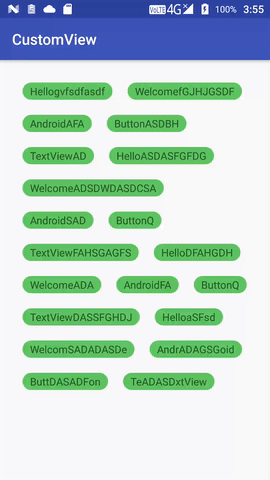 VoLTE 4G 100% 3:55
CustomView
Hellogvfsdfasdf WelcomefGJHJGSDF
AndroidAFA ButtonASDBH
TextViewAD HelloASDASFGFDG
WelcomeADSDWDASDCSA
AndroidSAD ButtonQ
TextViewFAHSGAGFS HelloDFAHGDH
WelcomeADA AndroidFA ButtonQ
TextViewDASSFGHDJ HelloaSFsd
WelcomSADADASDe AndrADAGSGoid
ButtDASADFon TeADASDxtView